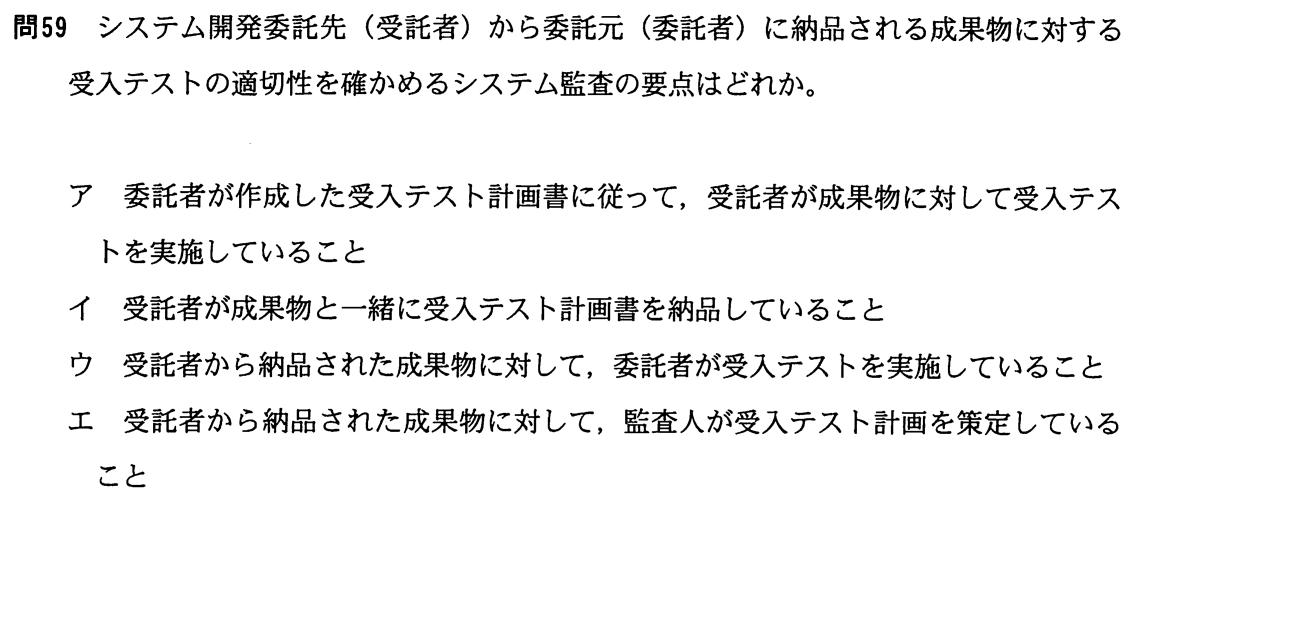 問59　システム開発委託先（受託者）から委託元（委託者）に納品される成果物に対する
受入テストの適切性を確かめるシステム監査の要点はどれか。
ア　委託者が作成した受入テスト計画書に従って，受託者が成果物に対して受入テス
トを実施していること
イ　受託者が成果物と一緒に受入テスト計画書を納品していること
ウ　受託者から納品された成果物に対して，委託者が受入テストを実施していること
エ　受託者から納品された成果物に対して，監査人が受入テスト計画を策定している
こと